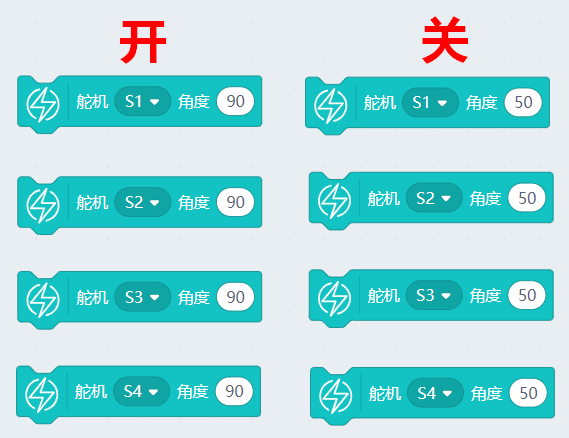 开 关
舵机 S1 角度 90 舵机 S1 角度 50
舵机 S2 角度 90 舵机 S2 角度 50
舵机 S3 角度 90 舵机 S3 角度 50
舵机 S4 角度 90 舵机 S4 角度 50